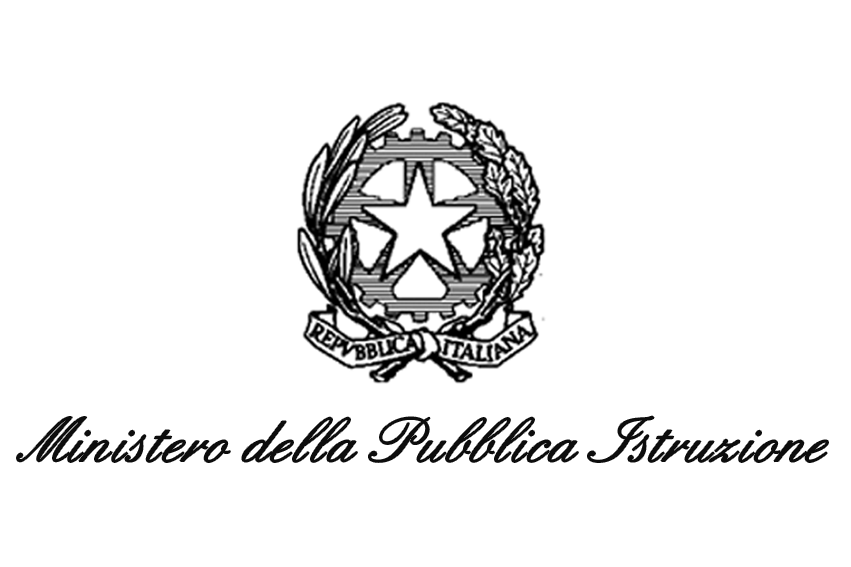 REPVBBLICA ITALIANA
Ministero della Pubblica Istruzione